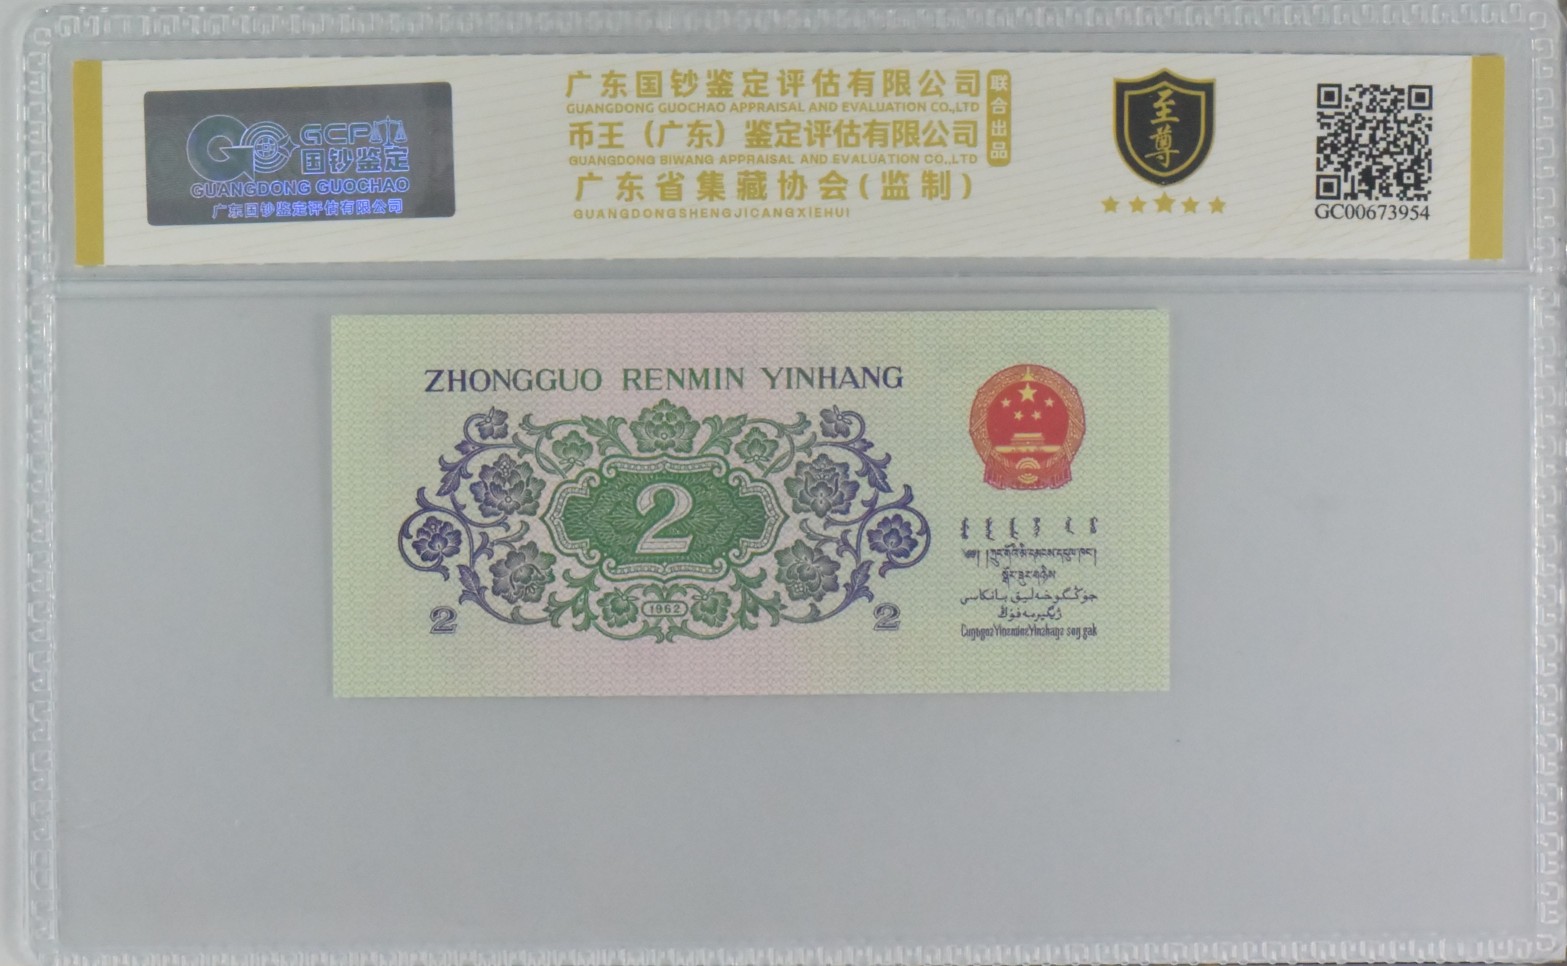 GCP
国钞鉴定
GUANGDONG GUOCHAO
广东国钞鉴定评估有限公司
广东国钞鉴定评估有限公司
GUANGDONG GUOCHAO APPRAISAL AND EVALUATION CO.,LTD
币王（广东）鉴定评估有限公司
GUANGDONG BIWANG APPRAISAL AND EVALUATION CO.,LTD
广东省集藏协会(监制)
GUANGDONGSHENGJICANGXIEHUI
联合出品
至尊
GC00673954
ZHONGGUO RENMIN YINHANG
2
1962
2 2
جۇڭگو خەلىق بانكاسى